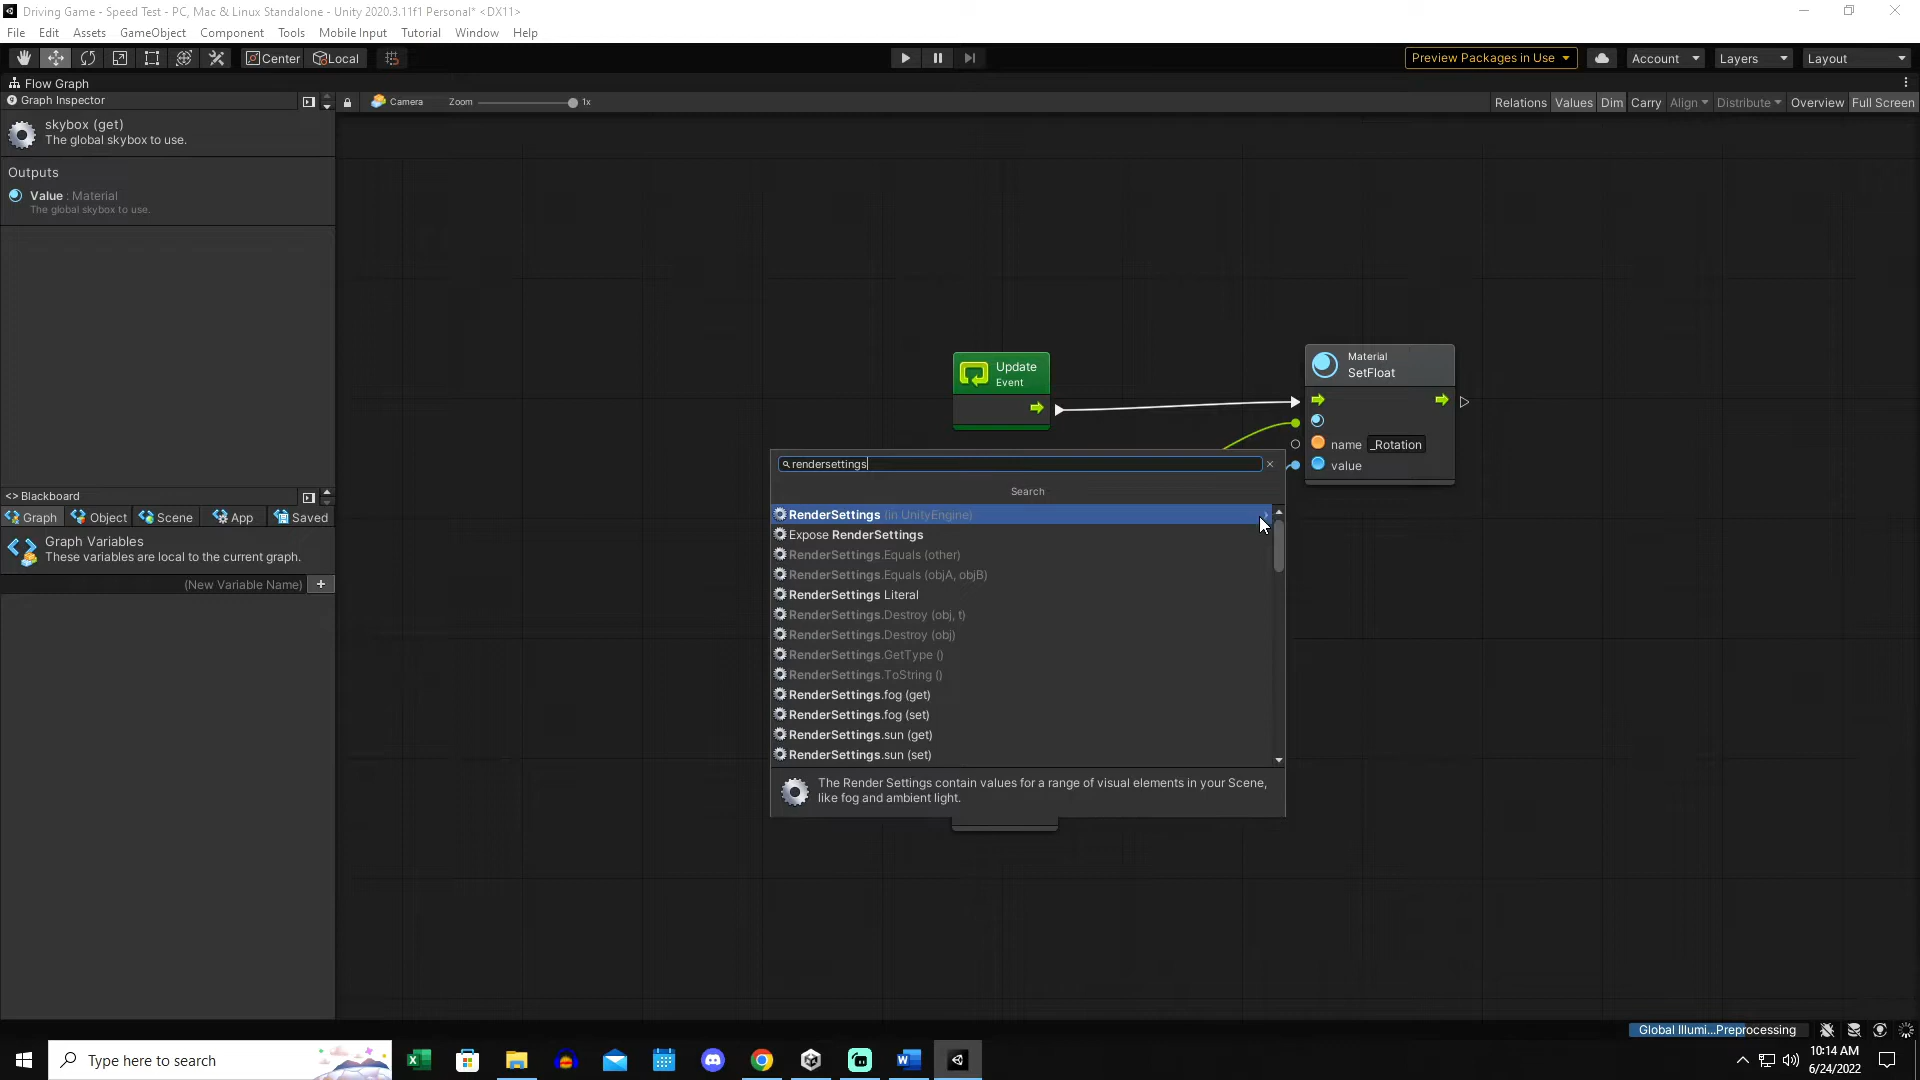 Driving Game - Speed Test - PC, Mac & Linux Standalone - Unity 2020.3.11f1 Personal* <DX11>
File Edit Assets GameObject Component Tools Mobile Input Tutorial Window Help
Center Local Preview Packages in Use Account Layers Layout
Flow Graph
Graph Inspector Camera Zoom 1x Relations Values Dim Carry Align Distribute Overview Full Screen
skybox (get)
The global skybox to use.
Outputs
Value : Material
The global skybox to use.
Update
Event
Material
SetFloat
name _Rotation
value
rendersettings
Search
RenderSettings (in UnityEngine)
Expose RenderSettings
RenderSettings.Equals (other)
RenderSettings.Equals (objA, objB)
RenderSettings Literal
RenderSettings.Destroy (obj, t)
RenderSettings.Destroy (obj)
RenderSettings.GetType ()
RenderSettings.ToString ()
RenderSettings.fog (get)
RenderSettings.fog (set)
RenderSettings.sun (get)
RenderSettings.sun (set)
The Render Settings contain values for a range of visual elements in your Scene,
like fog and ambient light.
<> Blackboard
Graph Object Scene App Saved
Graph Variables
These variables are local to the current graph.
(New Variable Name) +
Global Illumi...Preprocessing
Type here to search
10:14 AM
6/24/2022